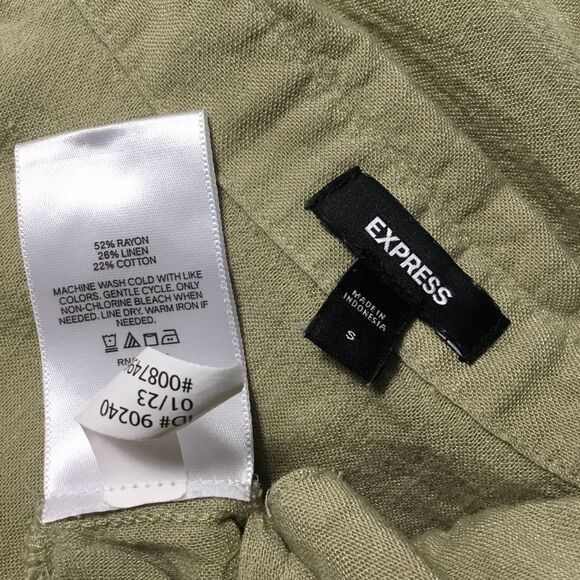 52% RAYON
26% LINEN
22% COTTON
MACHINE WASH COLD WITH LIKE
COLORS. GENTLE CYCLE. ONLY
NON-CHLORINE BLEACH WHEN
NEEDED. LINE DRY. WARM IRON IF
NEEDED.
ID# 90240
01/23
EXPRESS
MADE IN
INDONESIA
S